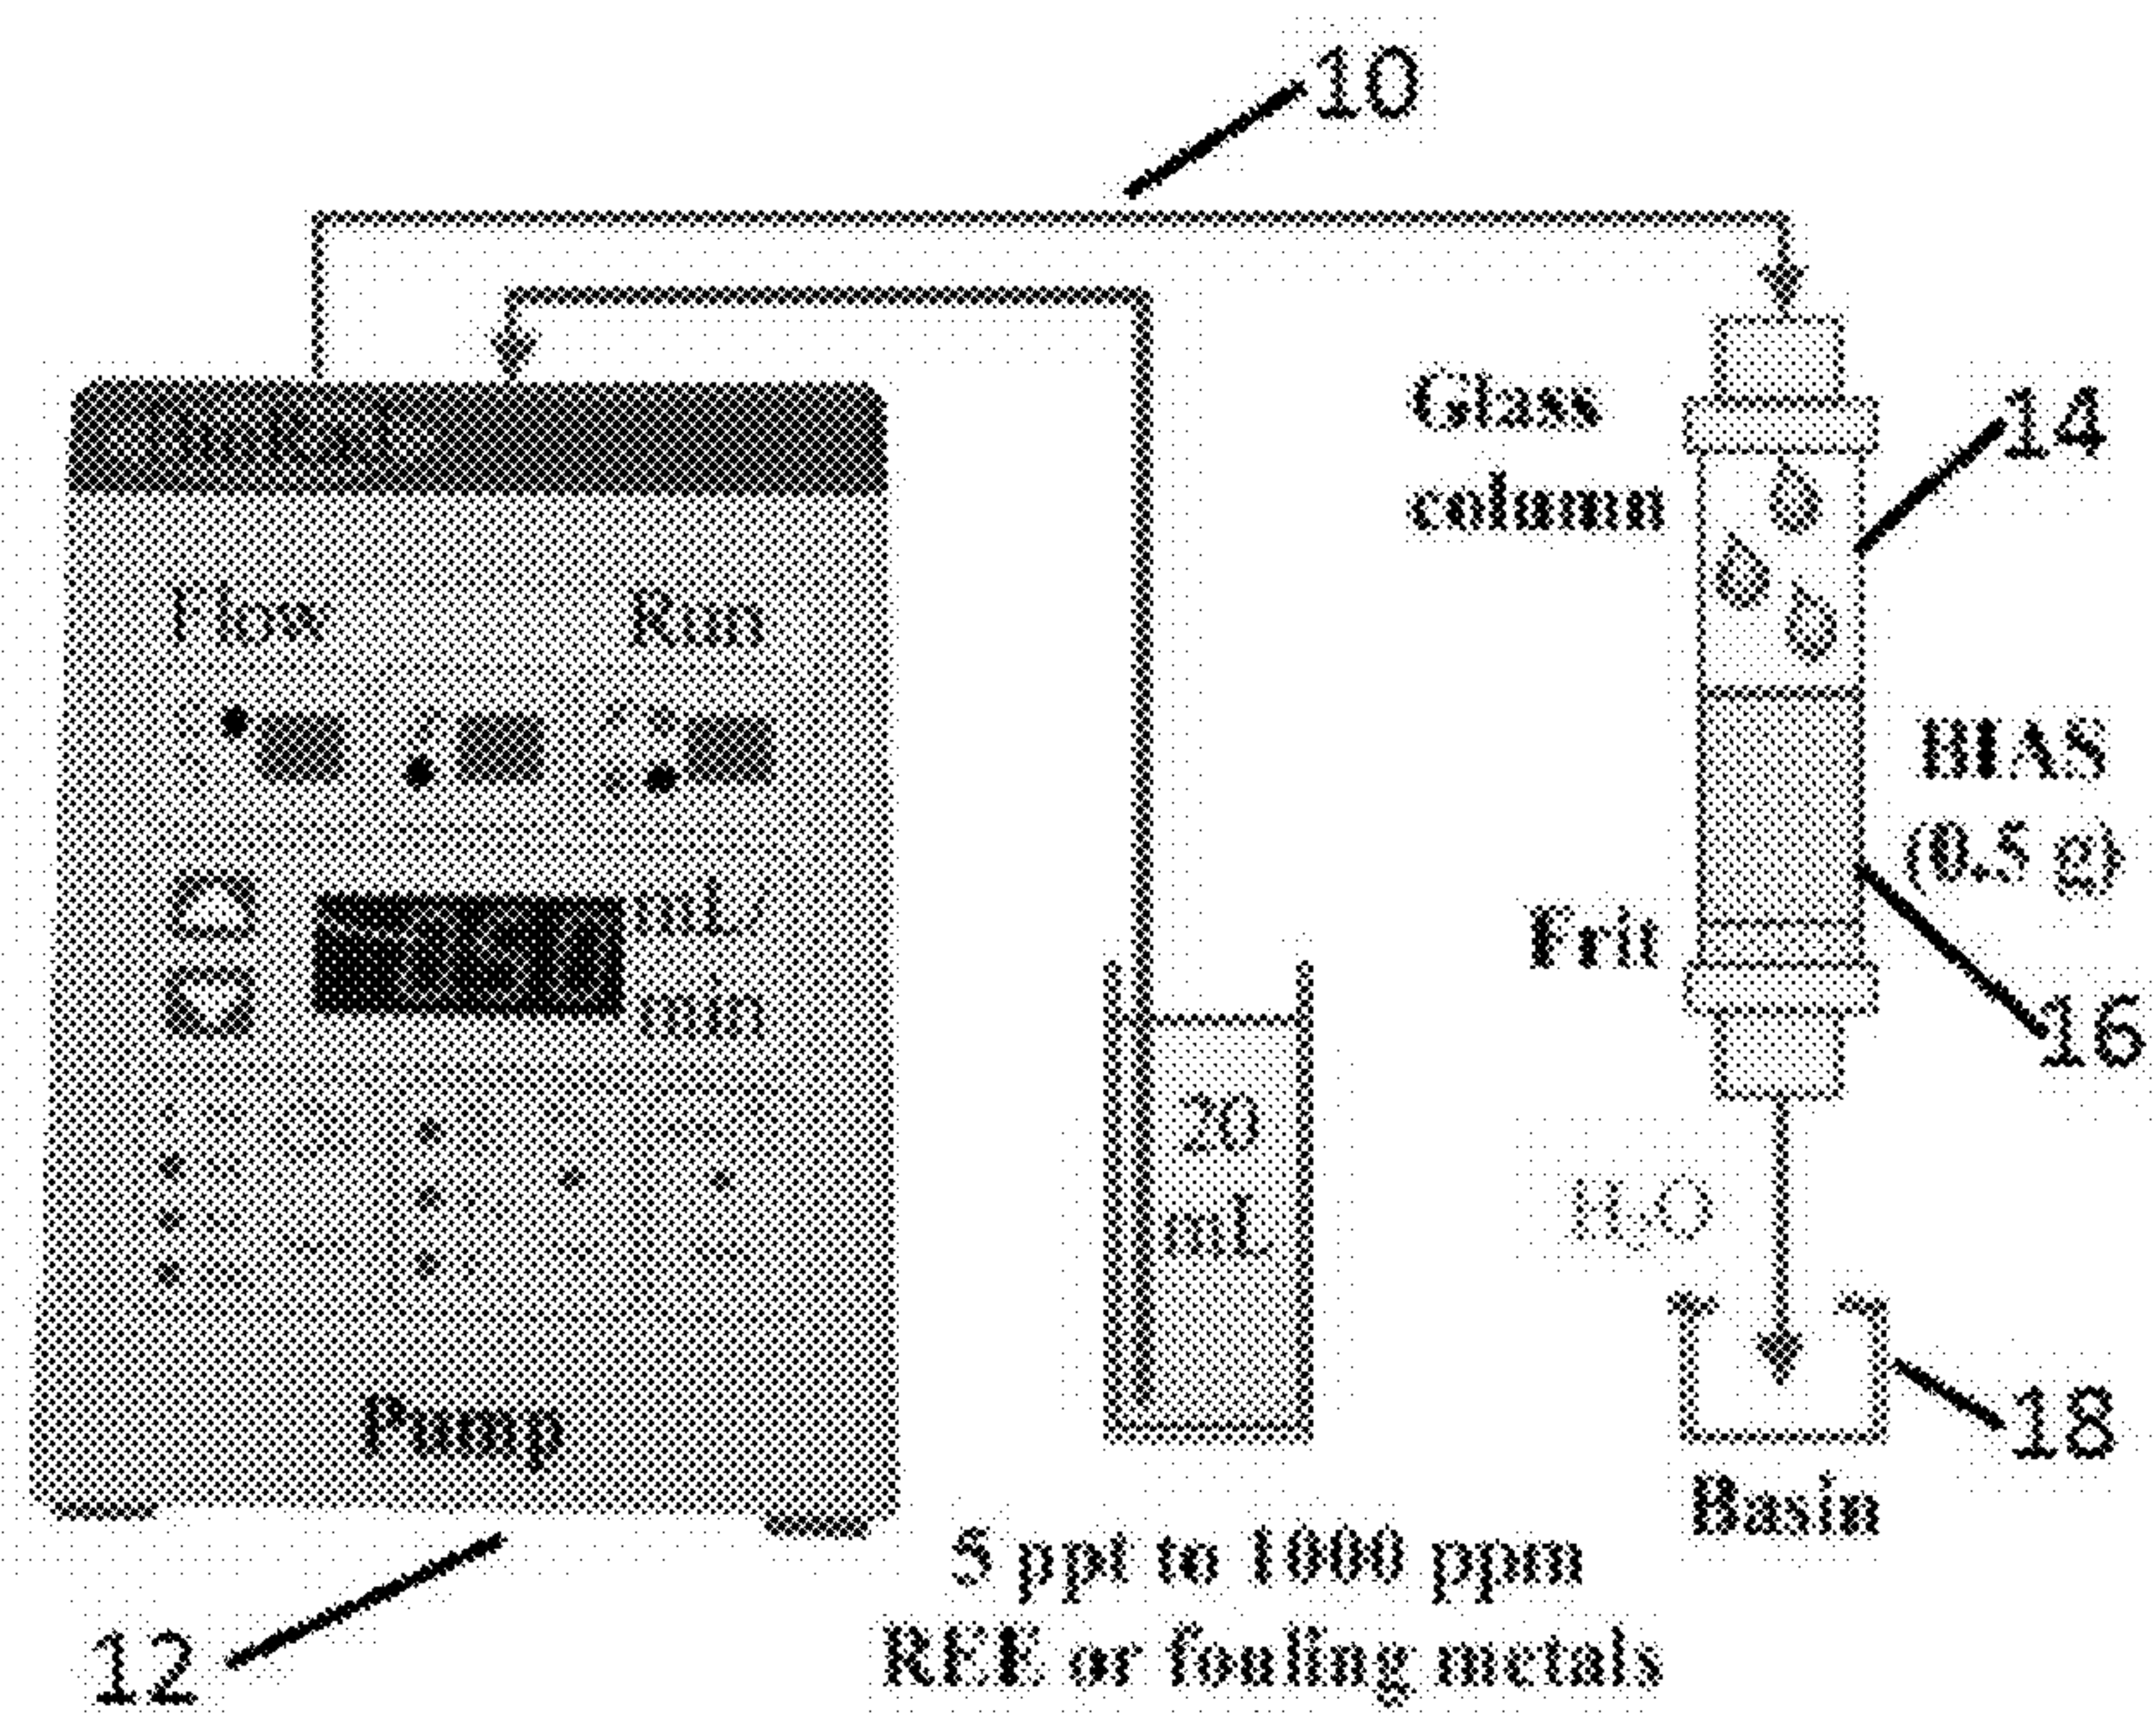 10
Glass
column
14
Flow
Run
BIAS
(0.5 g)
mL/
min
Frit
16
20
mL
H₂O
Pump
18
Basin
5 ppt to 1000 ppm
REE or fouling metals
12